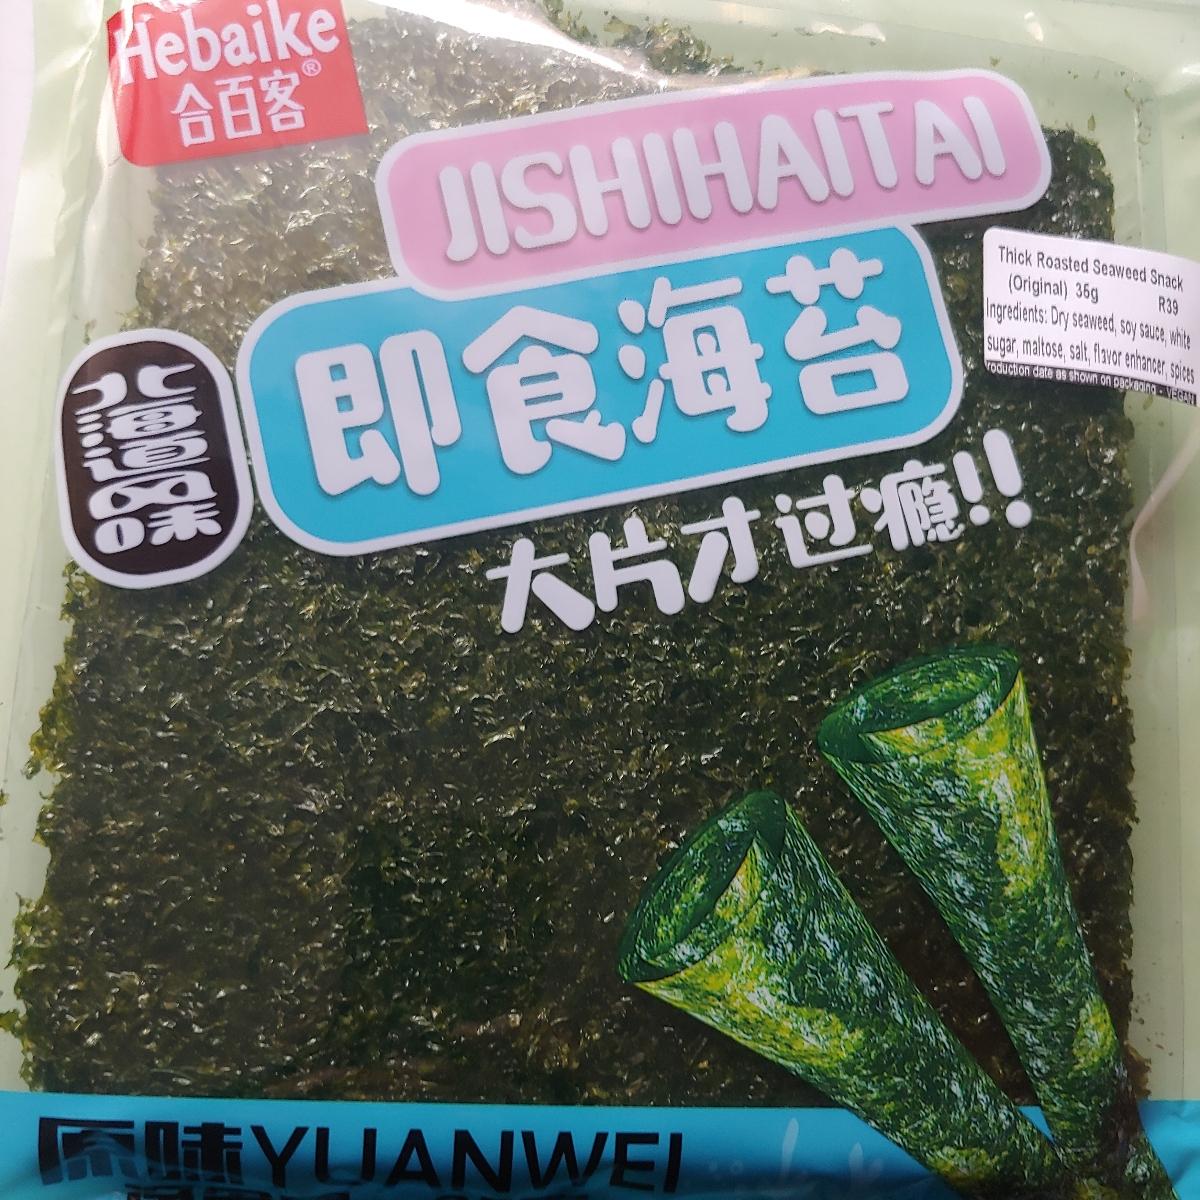 Hebaike
合百客®
JISHIHAITAI
即食海苔
北海道风味
大片才过瘾!!
Thick Roasted Seaweed Snack
(Original) 36g R39
Ingredients: Dry seaweed, soy sauce, white
sugar, maltose, salt, flavor enhancer, spices
roduction date as shown on packaging - VEGAN
原味YUANWEI